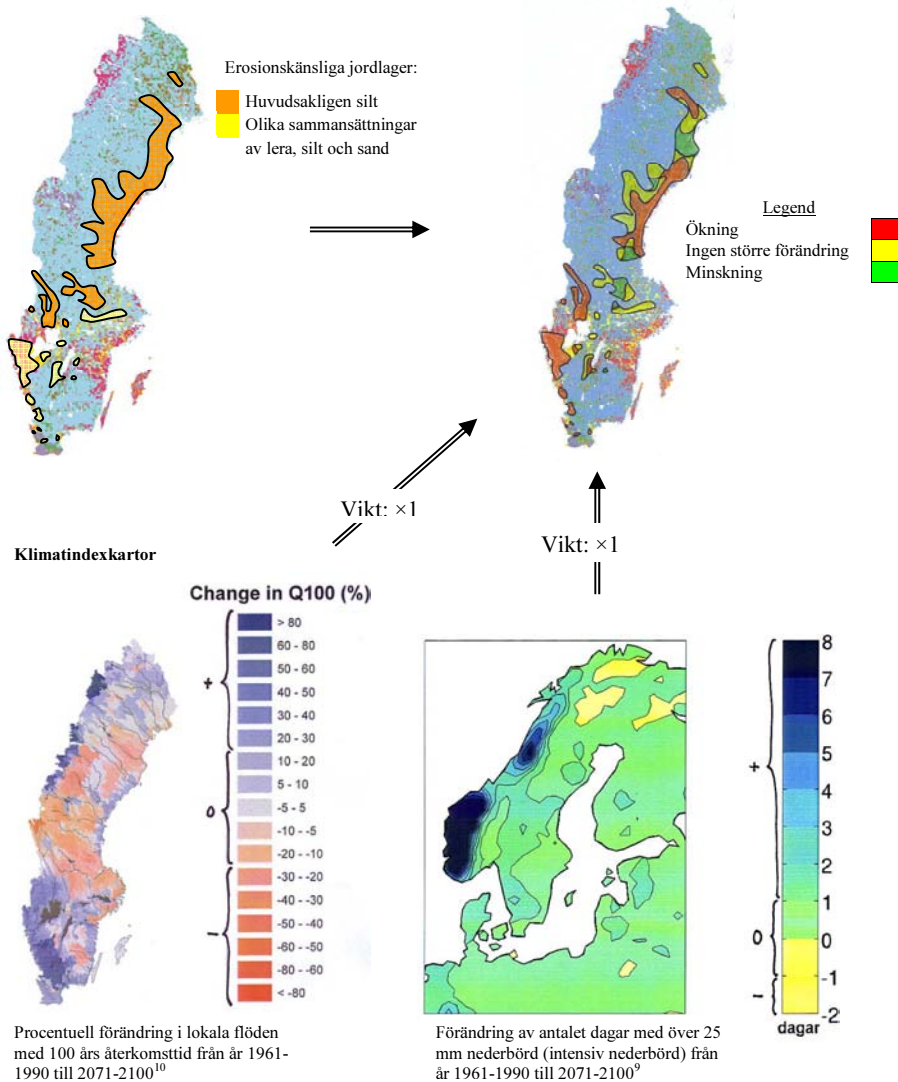 Erosionskänsliga jordlager:
Huvudsakligen silt
Olika sammansättningar
av lera, silt och sand
Legend
Ökning
Ingen större förändring
Minskning
Vikt: ×1
Vikt: ×1
Klimatindexkartor
Change in Q100 (%)
> 80
60 - 80
50 - 60
40 - 50
30 - 40
20 - 30
10 - 20
5 - 10
-5 - 5
-10 - -5
-20 - -10
-30 - -20
-40 - -30
-50 - -40
-60 - -50
-80 - -60
< -80
+
0
–
8
7
6
5
4
3
2
1
0
-1
-2
dagar
+
0
–
Procentuell förändring i lokala flöden
med 100 års återkomsttid från år 1961-
1990 till 2071-2100¹⁰
Förändring av antalet dagar med över 25
mm nederbörd (intensiv nederbörd) från
år 1961-1990 till 2071-2100⁹